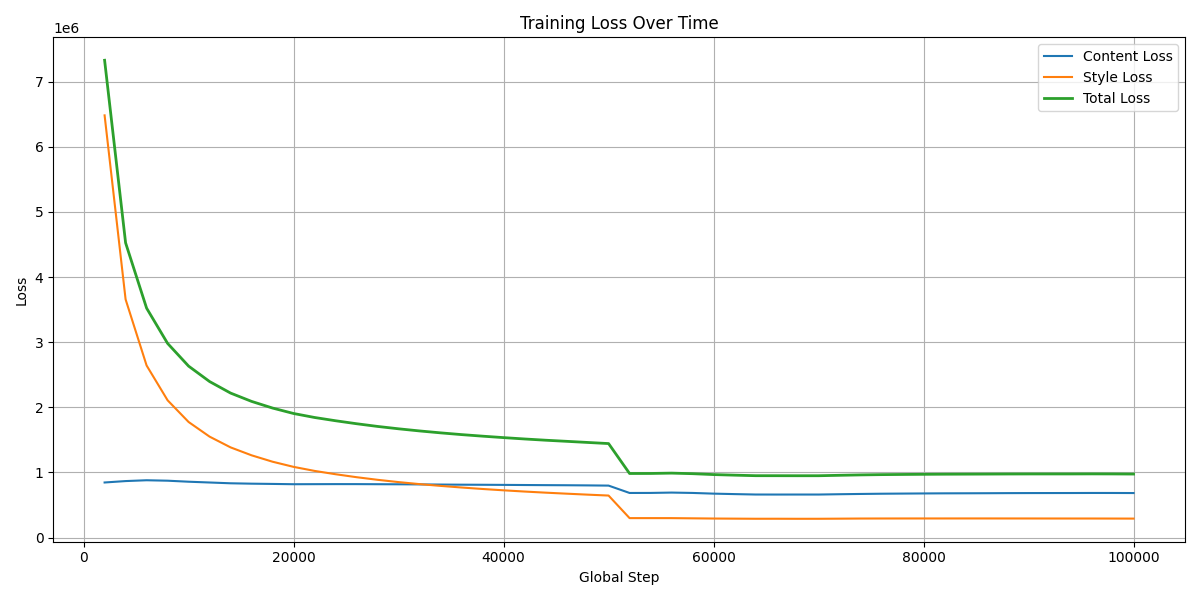 Training Loss Over Time
1e6
Content Loss
Style Loss
Total Loss
7
6
5
4
3
2
1
0
Loss
0 20000 40000 60000 80000 100000
Global Step